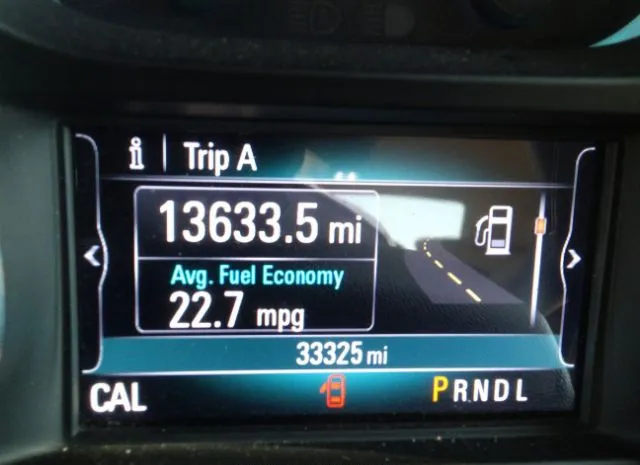 i | Trip A
13633.5 mi
Avg. Fuel Economy
22.7 mpg
33325 mi
CAL
PRNDL